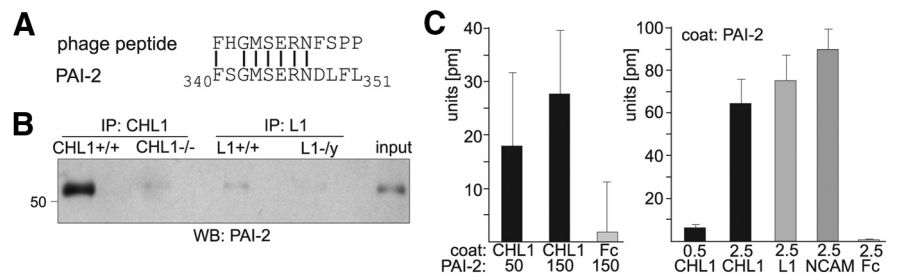 A
phage peptide FHGMSERNFSPP
PAI-2 340FSGMSERNDLFL351
B
IP: CHL1 IP: L1
CHL1+/+ CHL1-/- L1+/+ L1-/y input
50
WB: PAI-2
C
units [pm]
40
30
20
10
coat: CHL1 CHL1 Fc
PAI-2: 50 150 150
units [pm]
coat: PAI-2
100
80
60
40
20
0.5 2.5 2.5 2.5 2.5
CHL1 CHL1 L1 NCAM Fc